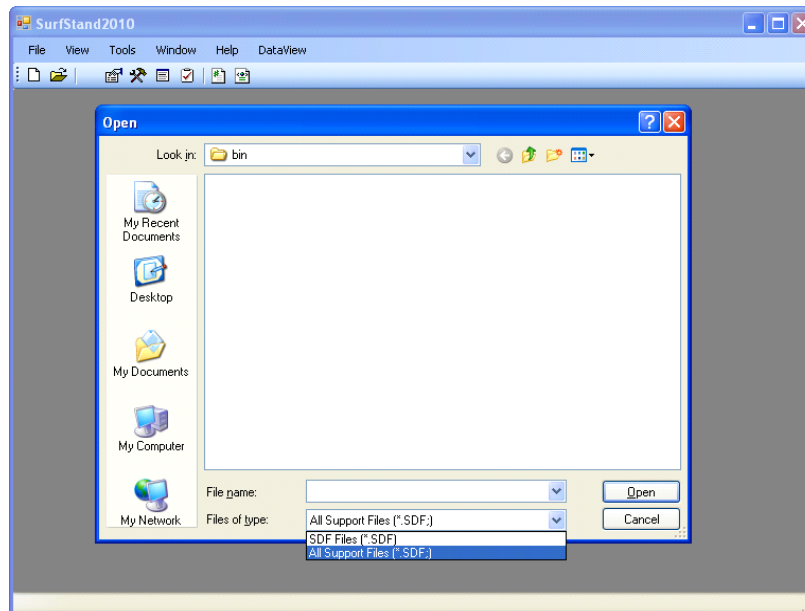 SurfStand2010
File View Tools Window Help DataView
Open
Look in: bin
My Recent Documents
Desktop
My Documents
My Computer
My Network
File name:
Open
Files of type: All Support Files (*.SDF;)
Cancel
SDF Files (*.SDF)
All Support Files (*.SDF;)